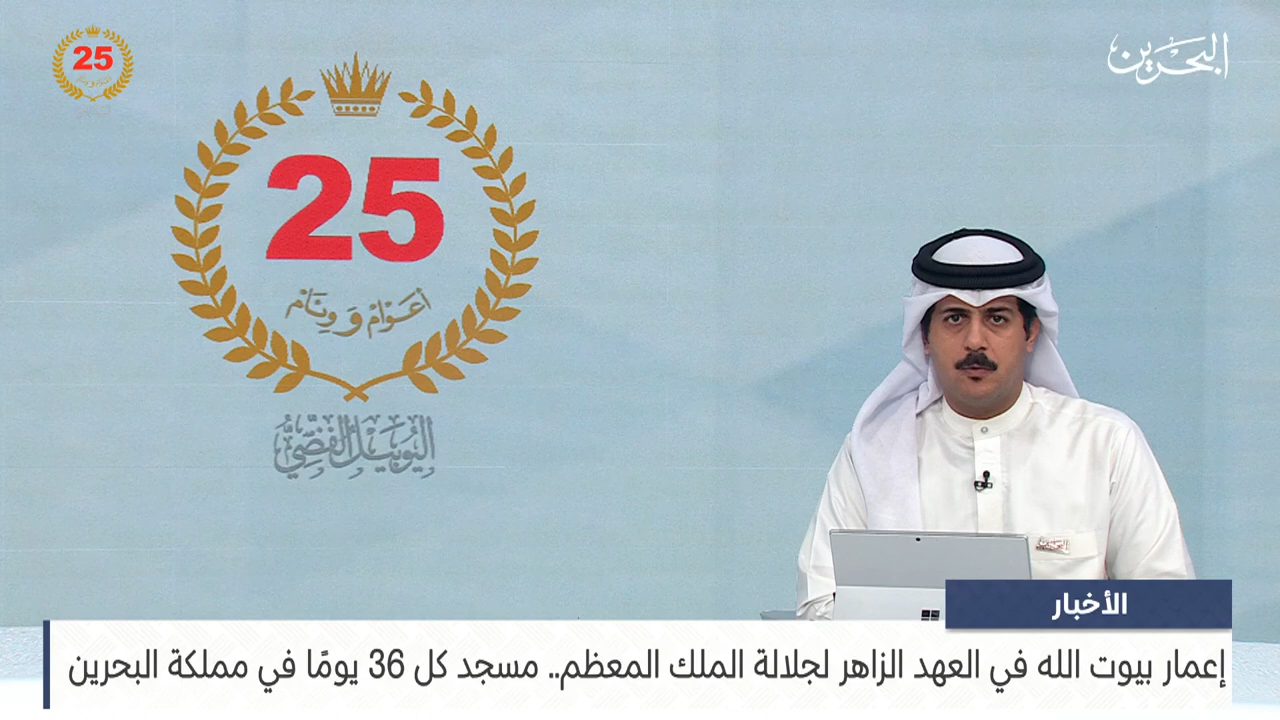 25
البحرين
25
أعوام و وئام
اليوبيل الفضي
الأخبار
إعمار بيوت الله في العهد الزاهر لجلالة الملك المعظم.. مسجد كل 36 يومًا في مملكة البحرين